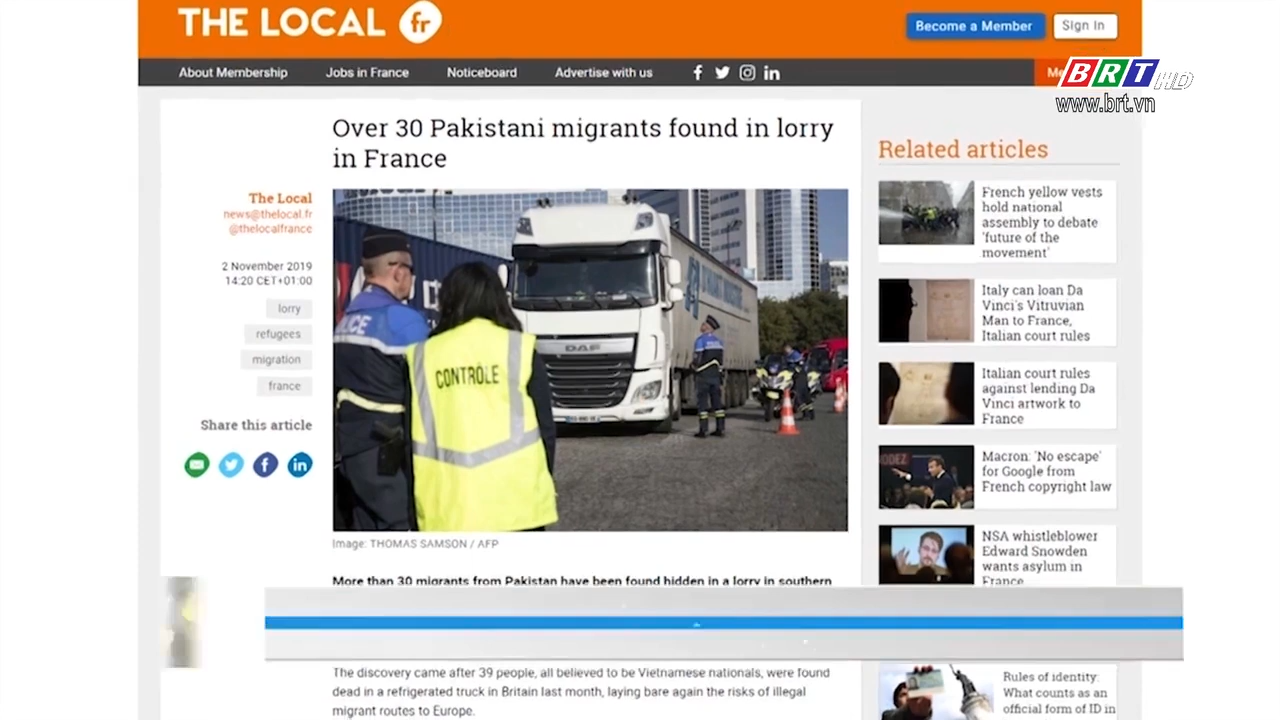 THE LOCAL fr
Become a Member
Sign In
About Membership
Jobs in France
Noticeboard
Advertise with us
BRT HD
www.brt.vn
Over 30 Pakistani migrants found in lorry
in France
The Local
news@thelocal.fr
@thelocalfrance
2 November 2019
14:20 CET+01:00
lorry
refugees
migration
france
Share this article
POLICE
CONTRÔLE
DAF
Image: THOMAS SAMSON / AFP
More than 30 migrants from Pakistan have been found hidden in a lorry in southern
The discovery came after 39 people, all believed to be Vietnamese nationals, were found
dead in a refrigerated truck in Britain last month, laying bare again the risks of illegal
migrant routes to Europe.
Related articles
French yellow vests
hold national
assembly to debate
'future of the
movement'
Italy can loan Da
Vinci's Vitruvian
Man to France,
Italian court rules
Italian court rules
against lending Da
Vinci artwork to
France
Macron: 'No escape'
for Google from
French copyright law
NSA whistleblower
Edward Snowden
wants asylum in
France
Rules of identity:
What counts as an
official form of ID in